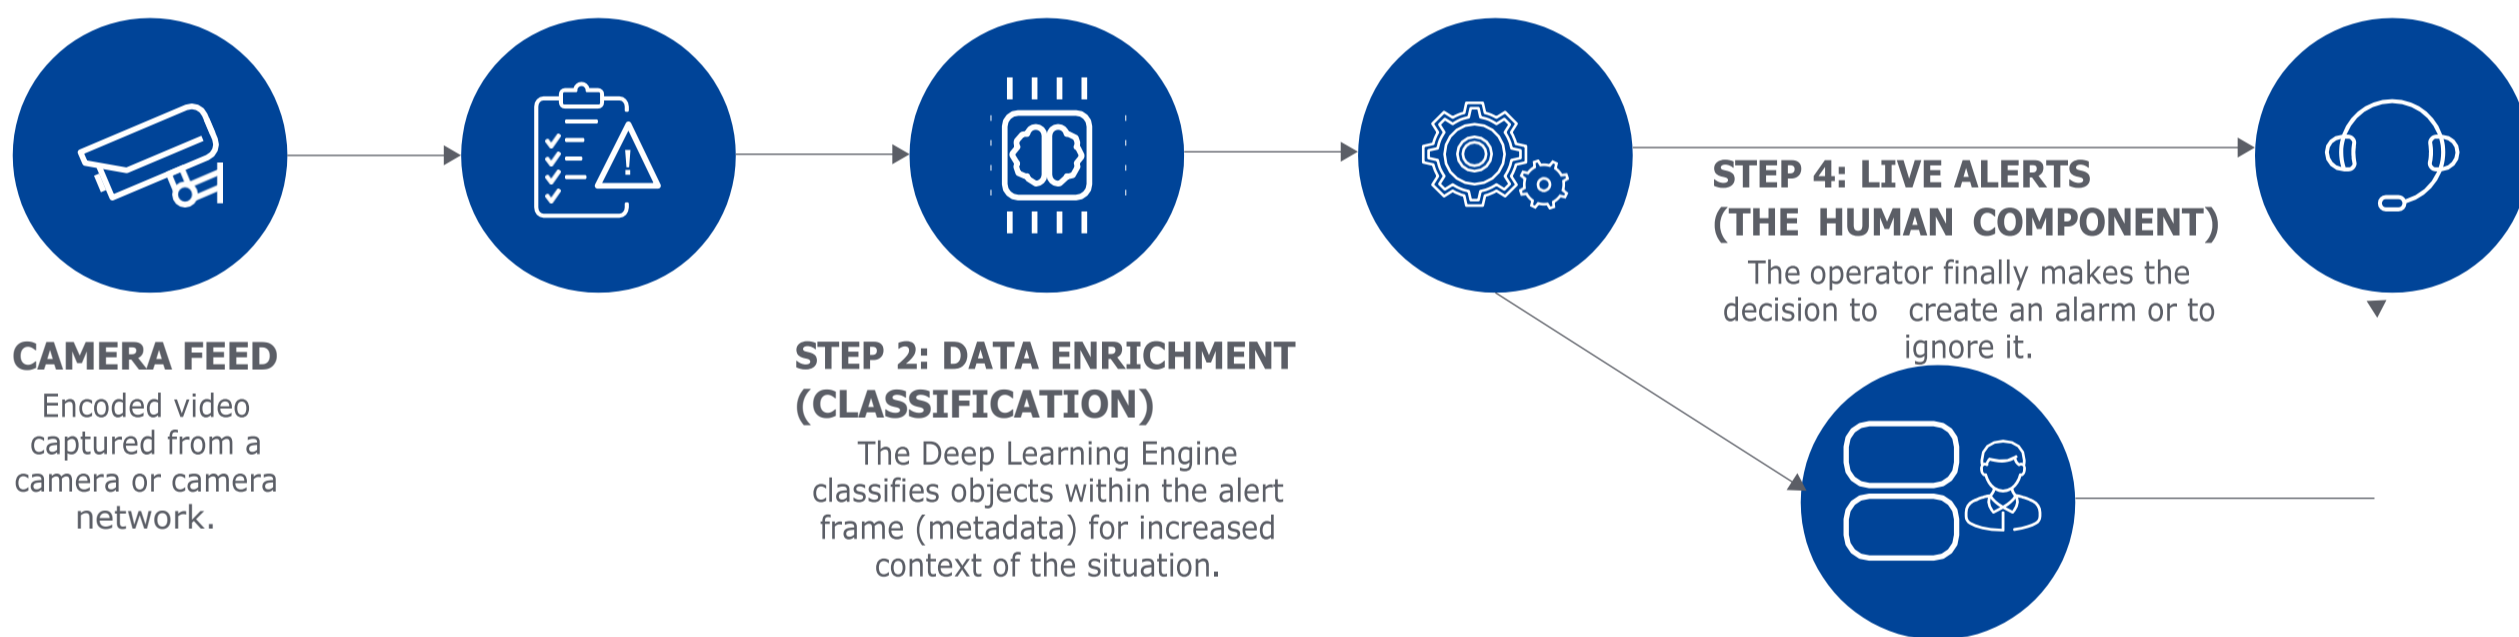 CAMERA FEED
Encoded video
captured from a
camera or camera
network.
STEP 2: DATA ENRICHMENT
(CLASSIFICATION)
The Deep Learning Engine
classifies objects within the alert
frame (metadata) for increased
context of the situation.
STEP 4: LIVE ALERTS
(THE HUMAN COMPONENT)
The operator finally makes the
decision to create an alarm or to
ignore it.